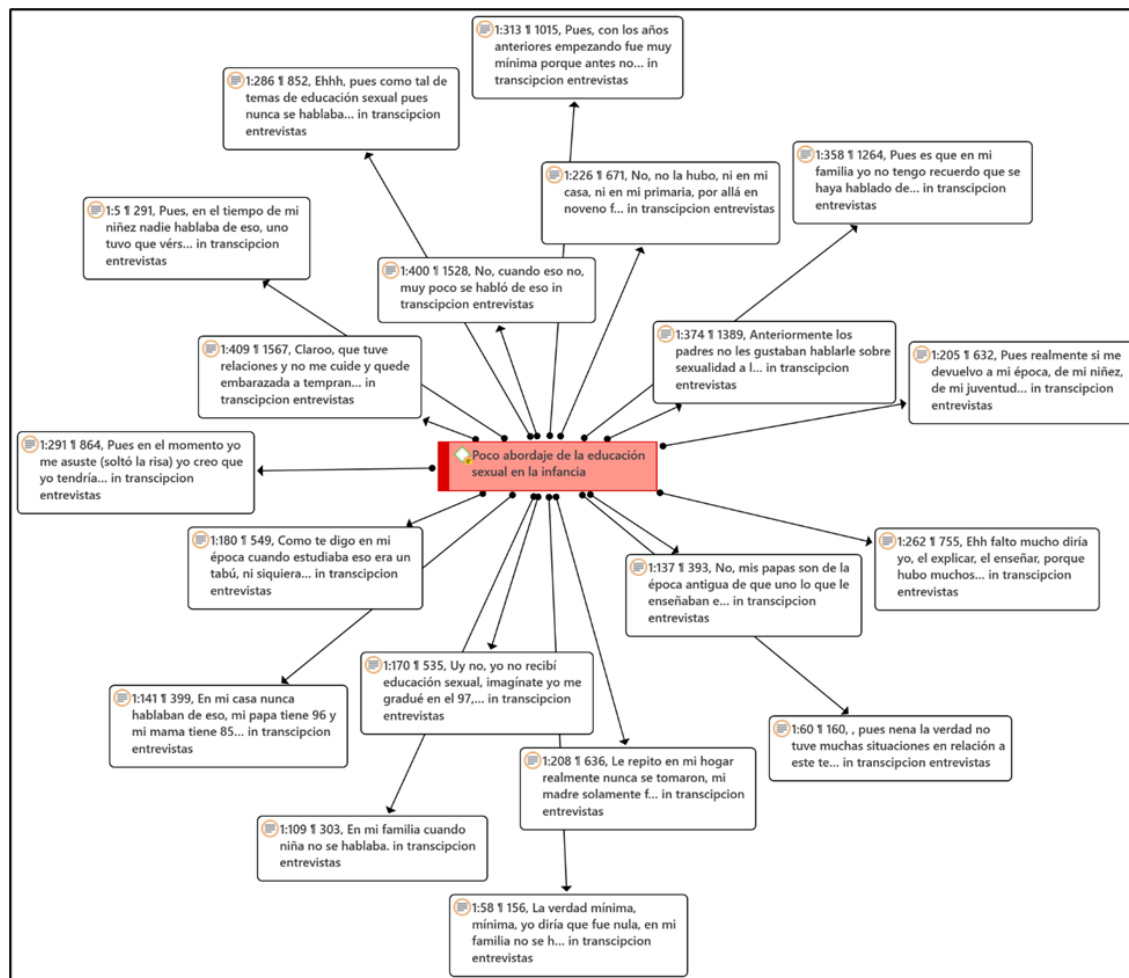 1:313 ¶ 1015, Pues, con los años
anteriores empezando fue muy
mínima porque antes no... in
transcipcion entrevistas
1:286 ¶ 852, Ehhh, pues como tal de
temas de educación sexual pues
nunca se hablaba... in transcipcion
entrevistas
1:358 ¶ 1264, Pues es que en mi
familia yo no tengo recuerdo que se
haya hablado de... in transcipcion
entrevistas
1:226 ¶ 671, No, no la hubo, ni en mi
casa, ni en mi primaria, por allá en
noveno f... in transcipcion
entrevistas
1:5 ¶ 291, Pues, en el tiempo de mi
niñez nadie hablaba de eso, uno
tuvo que vérs... in transcipcion
entrevistas
1:400 ¶ 1528, No, cuando eso no,
muy poco se habló de eso in
transcipcion entrevistas
1:374 ¶ 1389, Anteriormente los
padres no les gustaban hablarle sobre
sexualidad a l... in transcipcion
entrevistas
1:409 ¶ 1567, Claroo, que tuve
relaciones y no me cuide y quede
embarazada a tempran... in
transcipcion entrevistas
1:205 ¶ 632, Pues realmente si me
devuelvo a mi época, de mi niñez,
de mi juventud... in transcipcion
entrevistas
1:291 ¶ 864, Pues en el momento yo
me asuste (soltó la risa) yo creo que
yo tendría... in transcipcion
entrevistas
Poco abordaje de la educación
sexual en la infancia
1:180 ¶ 549, Como te digo en mi
época cuando estudiaba eso era un
tabú, ni siquiera... in transcipcion
entrevistas
1:262 ¶ 755, Ehh falto mucho diría
yo, el explicar, el enseñar, porque
hubo muchos... in transcipcion
entrevistas
1:137 ¶ 393, No, mis papas son de la
época antigua de que uno lo que le
enseñaban e... in transcipcion
entrevistas
1:170 ¶ 535, Uy no, yo no recibí
educación sexual, imagínate yo me
gradué en el 97,... in transcipcion
entrevistas
1:141 ¶ 399, En mi casa nunca
hablaban de eso, mi papa tiene 96 y
mi mama tiene 85... in transcipcion
entrevistas
1:60 ¶ 160, , pues nena la verdad no
tuve muchas situaciones en relación a
este te... in transcipcion entrevistas
1:208 ¶ 636, Le repito en mi hogar
realmente nunca se tomaron, mi
madre solamente f... in transcipcion
entrevistas
1:109 ¶ 303, En mi familia cuando
niña no se hablaba. in transcipcion
entrevistas
1:58 ¶ 156, La verdad mínima,
mínima, yo diría que fue nula, en mi
familia no se h... in transcipcion
entrevistas